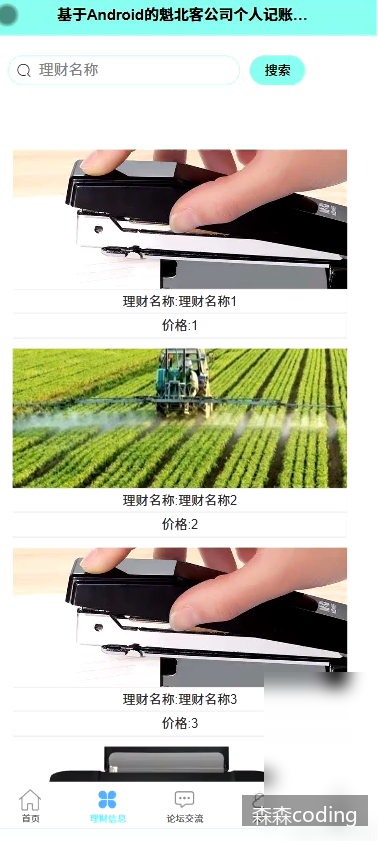 基于Android的魁北客公司个人记账...
理财名称
搜索
理财名称:理财名称1
价格:1
理财名称:理财名称2
价格:2
理财名称:理财名称3
价格:3
首页
理财信息
论坛交流
森森coding